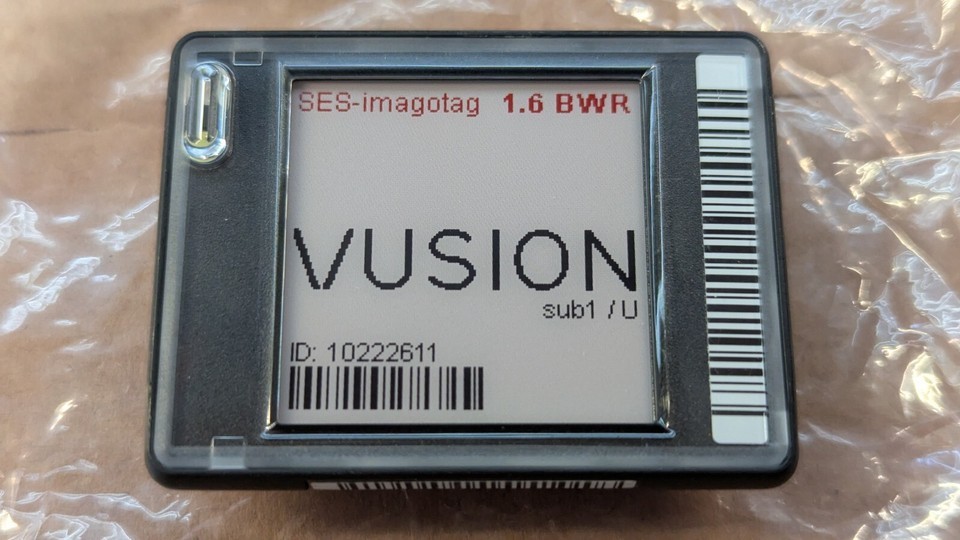 SES-imagotag 1.6 BWR
VUSION
sub1 / U
ID: 10222611